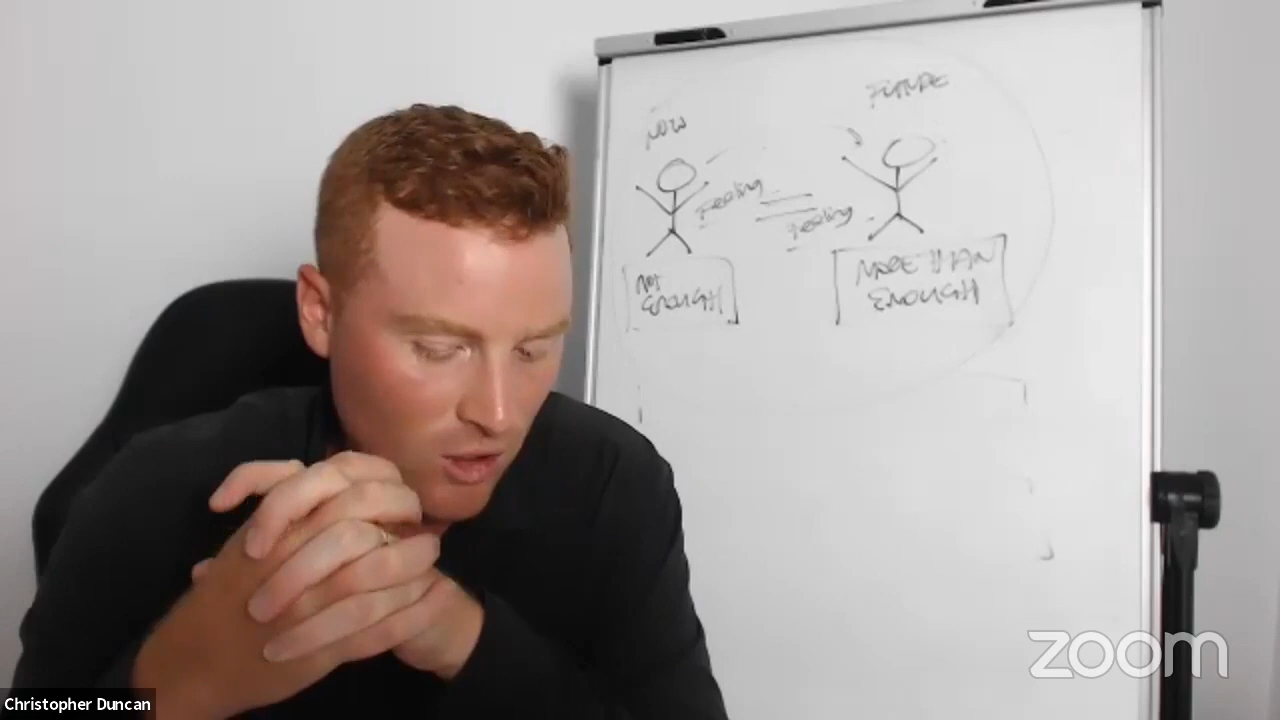 FUTURE
NOW
Feeling
Feeling
NOT
ENOUGH
MORE THAN
ENOUGH
zoom
Christopher Duncan